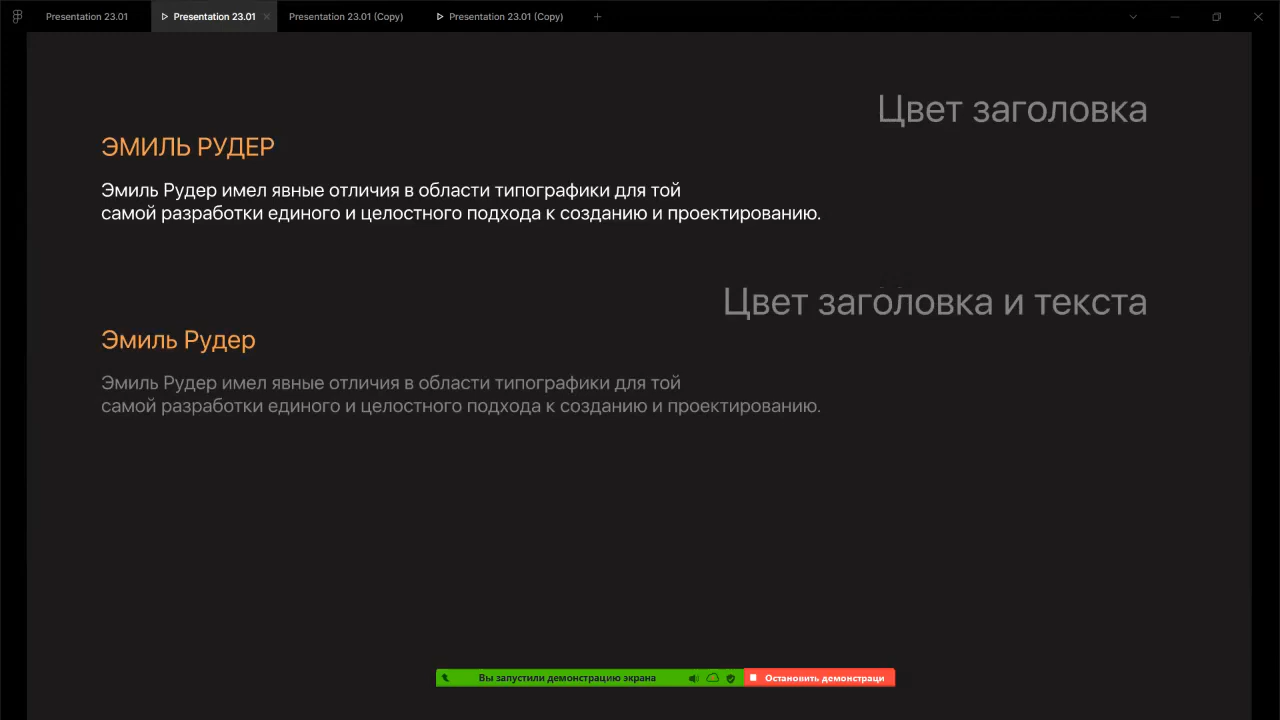 Presentation 23.01
Presentation 23.01
Presentation 23.01 (Copy)
Presentation 23.01 (Copy)
Цвет заголовка
ЭМИЛЬ РУДЕР
Эмиль Рудер имел явные отличия в области типографики для той
самой разработки единого и целостного подхода к созданию и проектированию.
Цвет заголовка и текста
Эмиль Рудер
Эмиль Рудер имел явные отличия в области типографики для той
самой разработки единого и целостного подхода к созданию и проектированию.
Вы запустили демонстрацию экрана
Остановить демонстраци